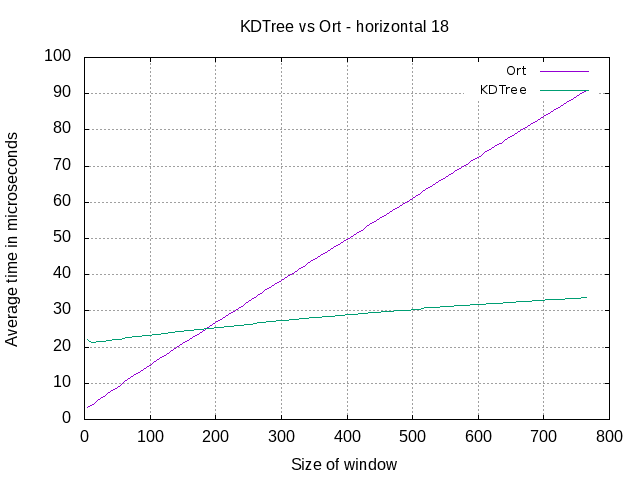 KDTree vs Ort - horizontal 18
100
90
80
70
60
50
40
30
20
10
0
Average time in microseconds
Ort
KDTree
0 100 200 300 400 500 600 700 800
Size of window